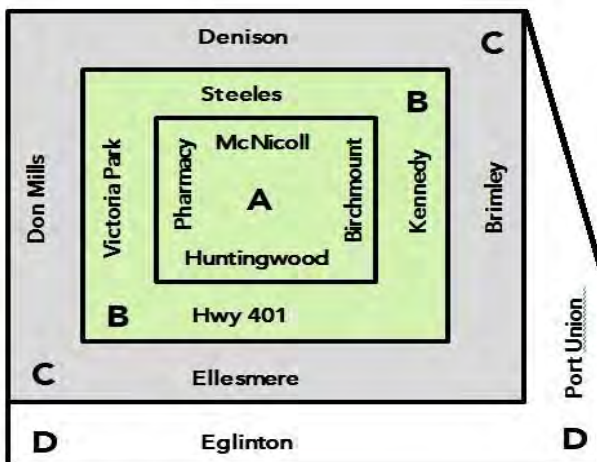 Denison
C
Steeles
B
McNicoll
Don Mills
Victoria Park
Pharmacy
A
Birchmount
Kennedy
Brimley
Huntingwood
B
Hwy 401
C
Ellesmere
Port Union
D
Eglinton
D